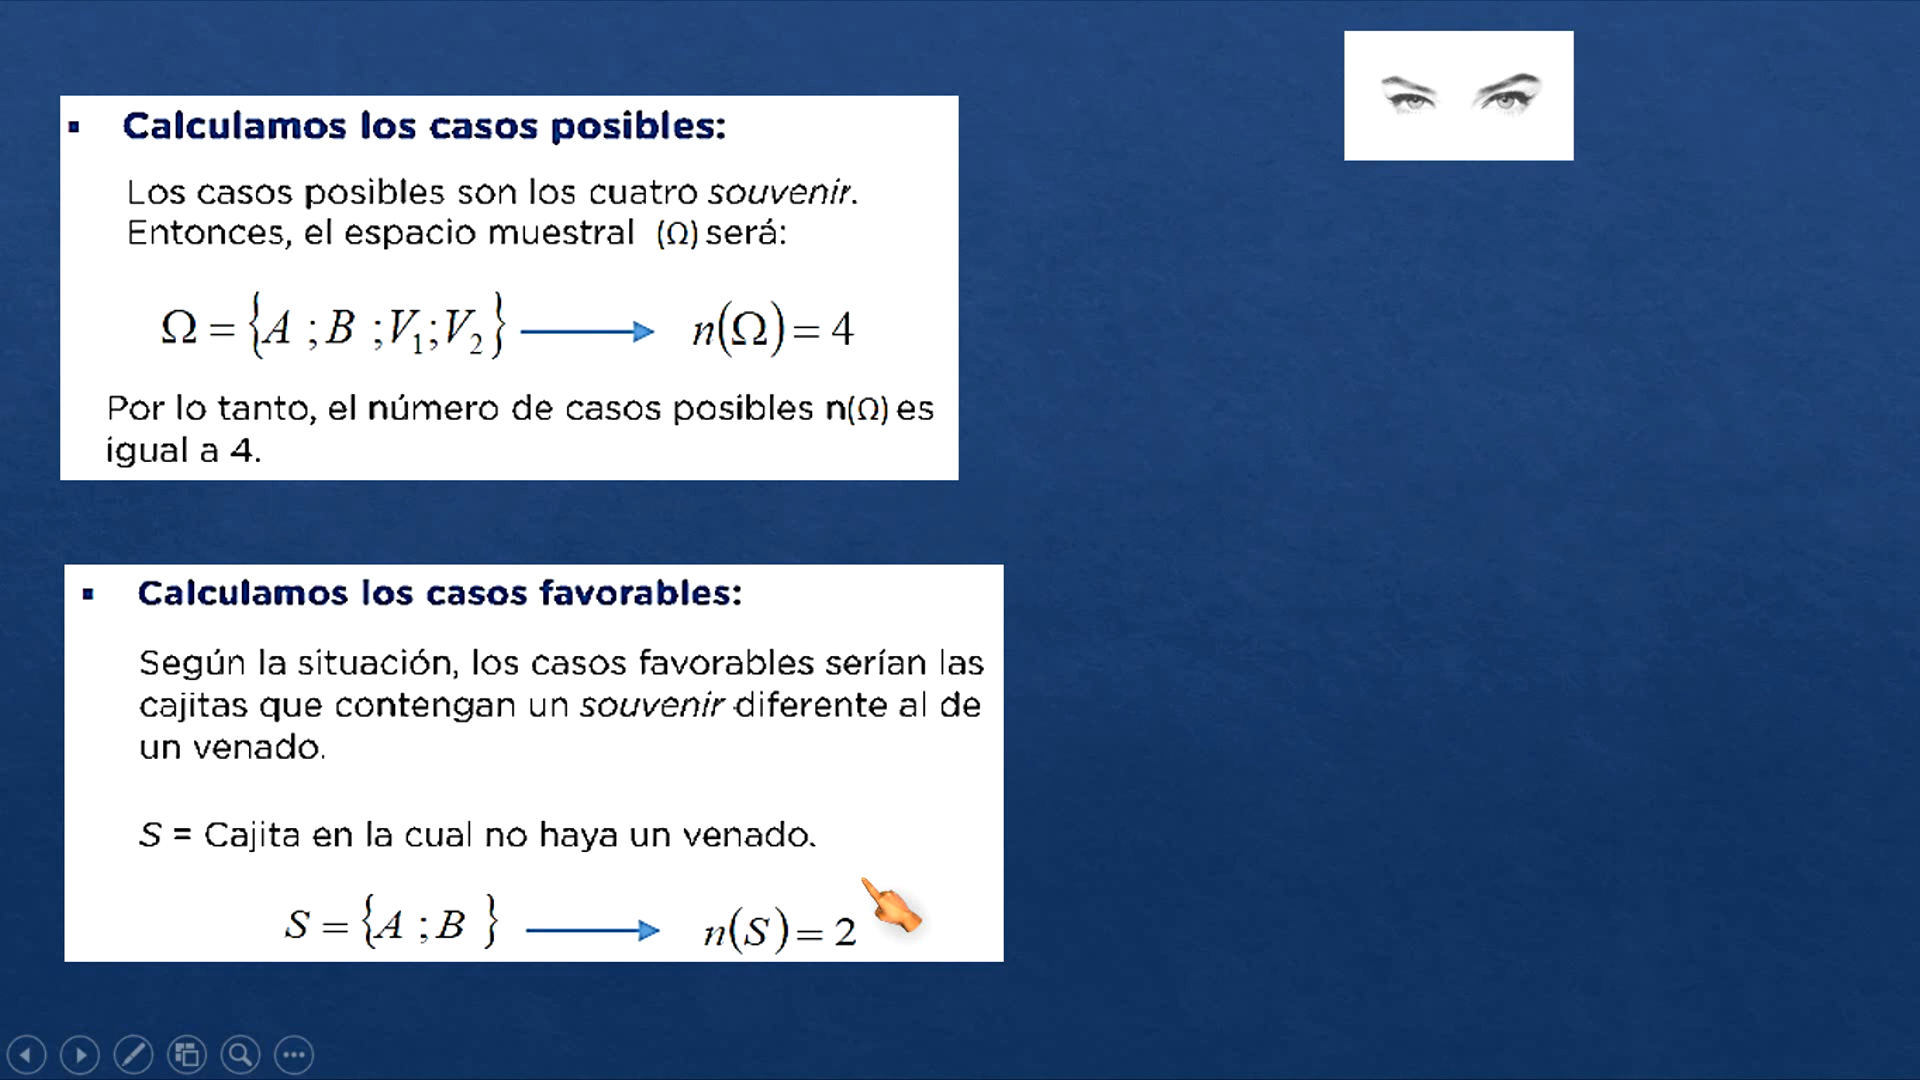 ▪ Calculamos los casos posibles:
Los casos posibles son los cuatro souvenir.
Entonces, el espacio muestral (Ω) será:
Ω = {A ; B ; V₁; V₂} → n(Ω) = 4
Por lo tanto, el número de casos posibles n(Ω) es
igual a 4.
▪ Calculamos los casos favorables:
Según la situación, los casos favorables serían las
cajitas que contengan un souvenir diferente al de
un venado.
S = Cajita en la cual no haya un venado.
S = {A ; B } → n(S) = 2